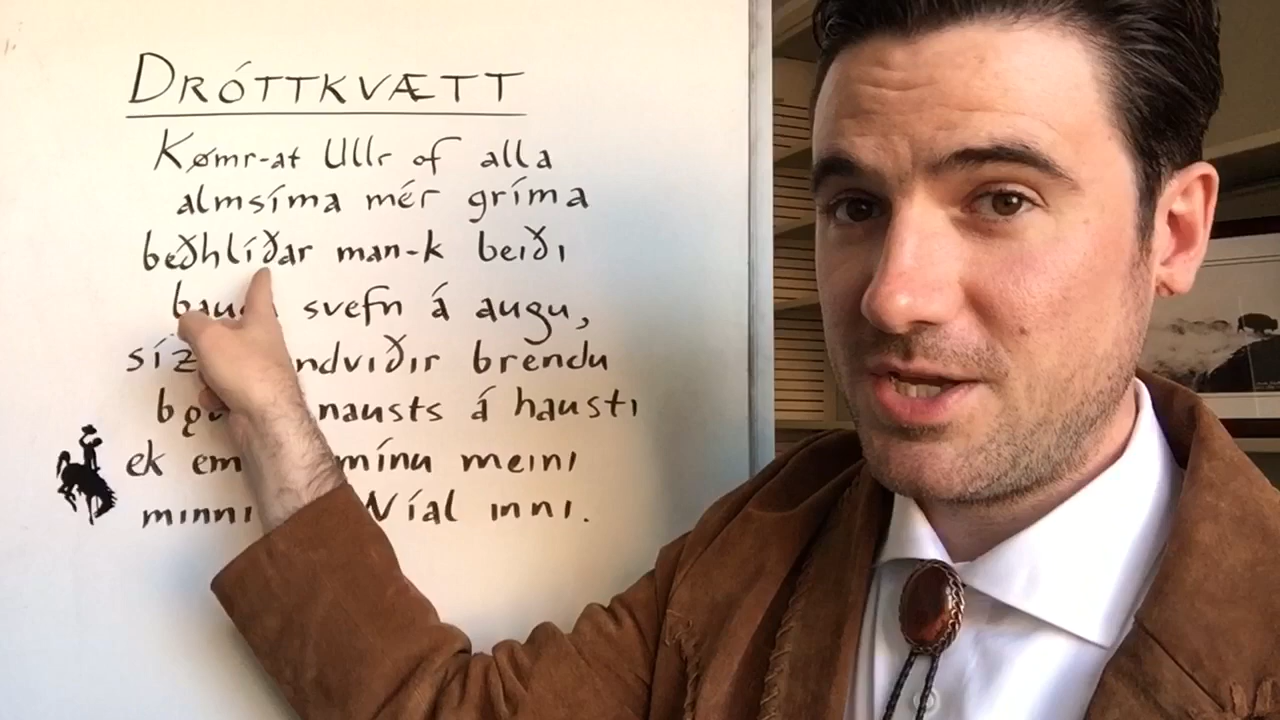 DRÓTTKVÆTT
Kømr-at Ullr of alla
almsíma mér gríma
beðhlíðar man-k beiði
svefn á augu,
brendu
nausts á hausti
ek em mínu meini
minni Níal inni.